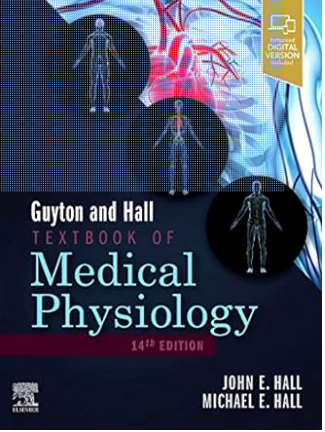 Enhanced
DIGITAL
VERSION
Included
Guyton and Hall
TEXTBOOK OF
Medical
Physiology
14th EDITION
JOHN E. HALL
MICHAEL E. HALL
ELSEVIER